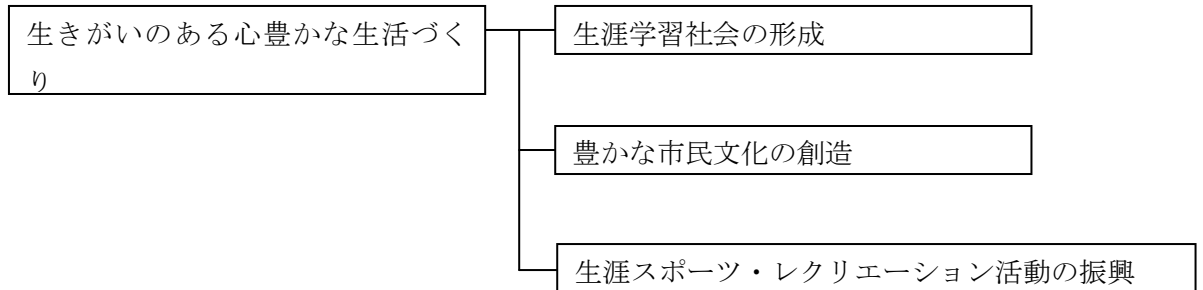 生きがいのある心豊かな生活づく
り
生涯学習社会の形成
豊かな市民文化の創造
生涯スポーツ・レクリエーション活動の振興